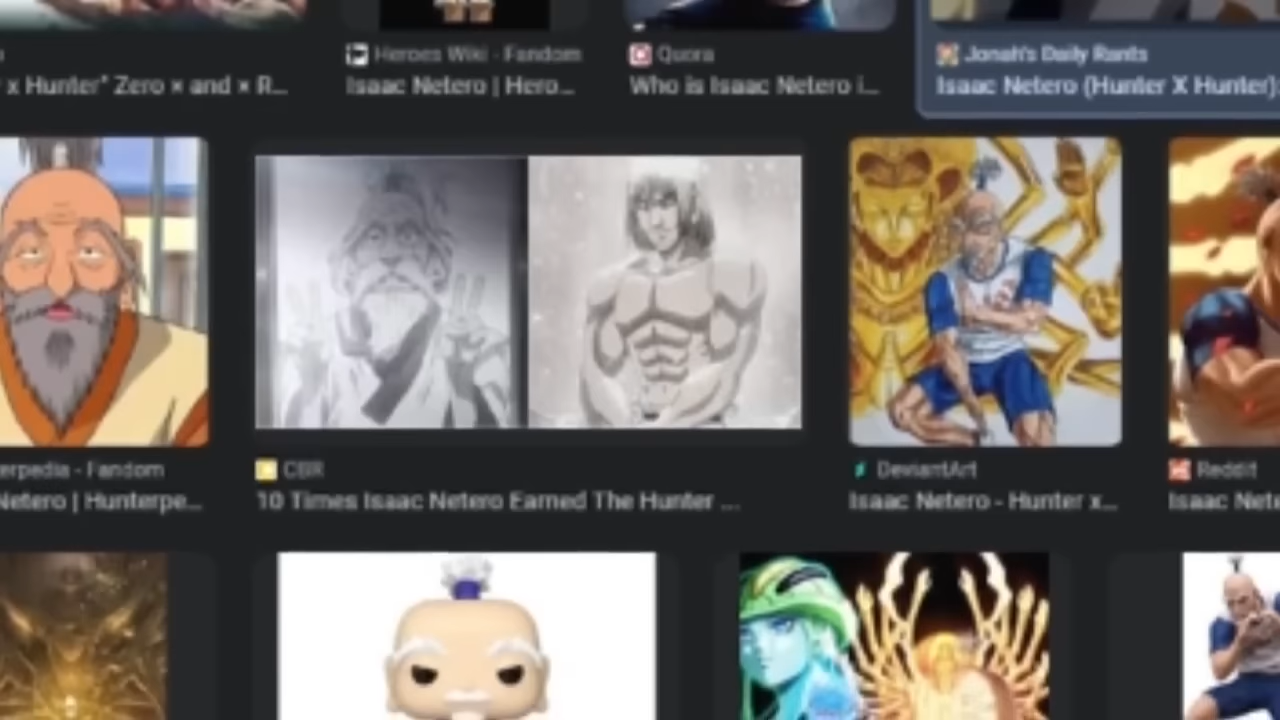 Heroes Wiki - Fandom
Quora
Jonah's Daily Rants
x Hunter" Zero × and × R...
Isaac Netero | Hero...
Who is Isaac Netero i...
Isaac Netero (Hunter X Hunter)
erpedia - Fandom
CBR
DeviantArt
Reddit
Netero | Hunterpe...
10 Times Isaac Netero Earned The Hunter ...
Isaac Netero - Hunter x...
Isaac Nete